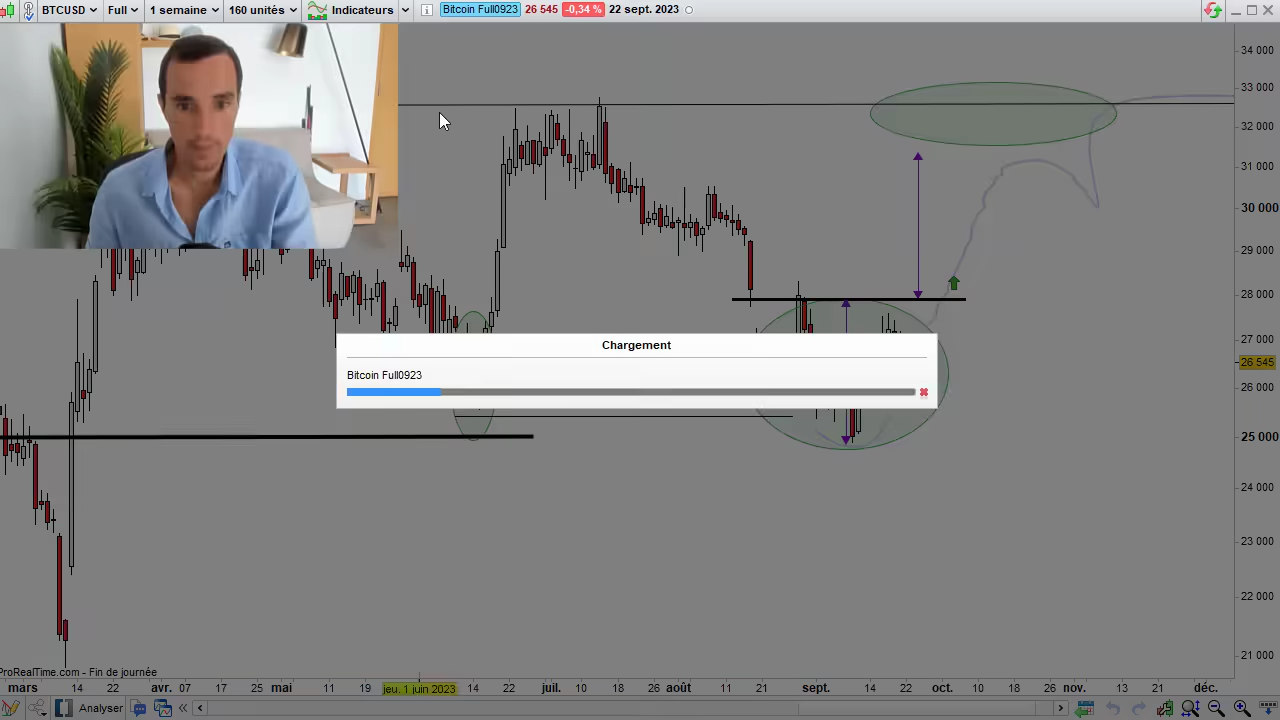 BTCUSD Full 1 semaine 160 unités Indicateurs Bitcoin Full0923 26 545 -0,34 % 22 sept. 2023
34 000
33 000
32 000
31 000
30 000
29 000
28 000
27 000
26 545
26 000
25 000
24 000
23 000
22 000
21 000
Chargement
Bitcoin Full0923
ProRealTime.com - Fin de journée
mars 14 22 avr. 07 17 25 mai 11 19 jeu. 1 juin 2023 14 22 juil. 10 18 26 août 11 21 sept. 14 22 oct. 10 18 26 nov. 13 21 déc.
Analyser